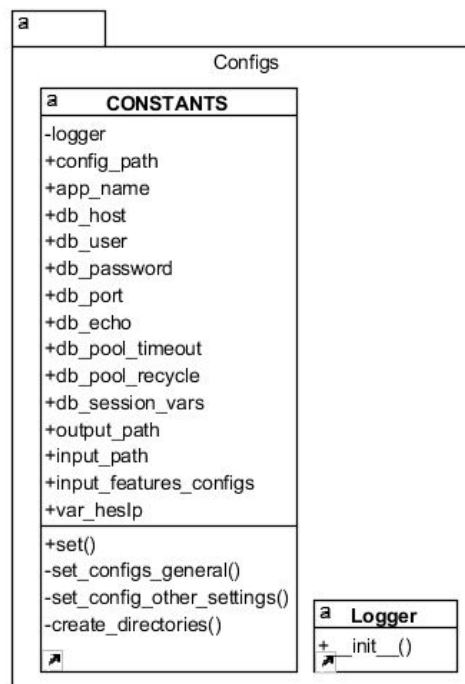 a
Configs
a CONSTANTS
-logger
+config_path
+app_name
+db_host
+db_user
+db_password
+db_port
+db_echo
+db_pool_timeout
+db_pool_recycle
+db_session_vars
+output_path
+input_path
+input_features_configs
+var_heslp
+set()
-set_configs_general()
-set_config_other_settings()
-create_directories()
a Logger
+__init__()